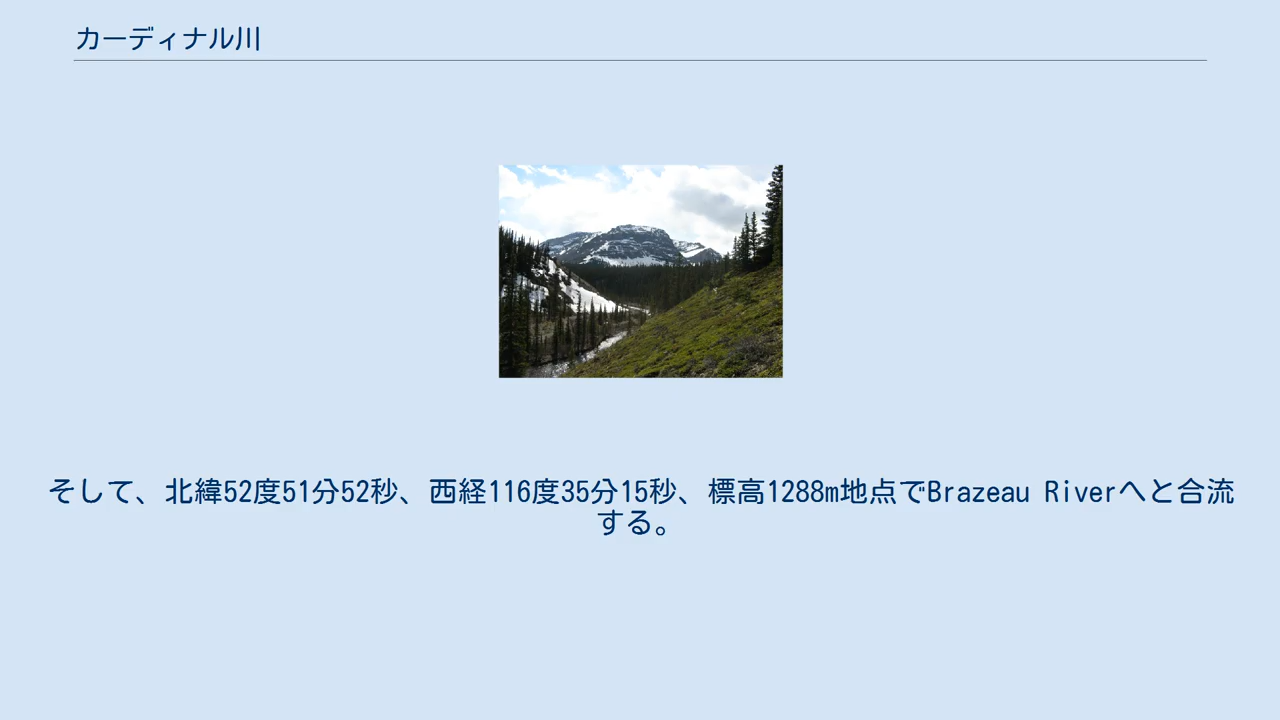 カーディナル川
そして、北緯52度51分52秒、西経116度35分15秒、標高1288m地点でBrazeau Riverへと合流
する。